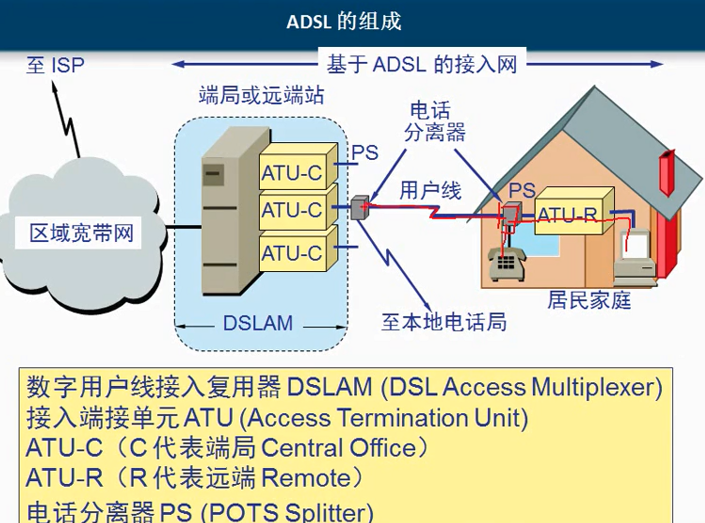 ADSL 的组成
至 ISP
基于 ADSL 的接入网
端局或远端站
电话
分离器
PS
ATU-C
用户线
PS
ATU-C
ATU-R
区域宽带网
ATU-C
居民家庭
DSLAM
至本地电话局
数字用户线接入复用器 DSLAM (DSL Access Multiplexer)
接入端接单元 ATU (Access Termination Unit)
ATU-C（C 代表端局 Central Office）
ATU-R（R 代表远端 Remote）
电话分离器 PS (POTS Splitter)